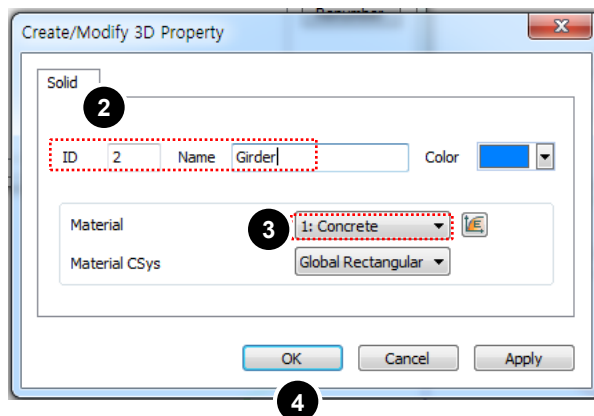 Renumber
Create/Modify 3D Property
x
Solid
2
ID 2 Name Girder Color
Material 3 1: Concrete
Material CSys Global Rectangular
OK Cancel Apply
4